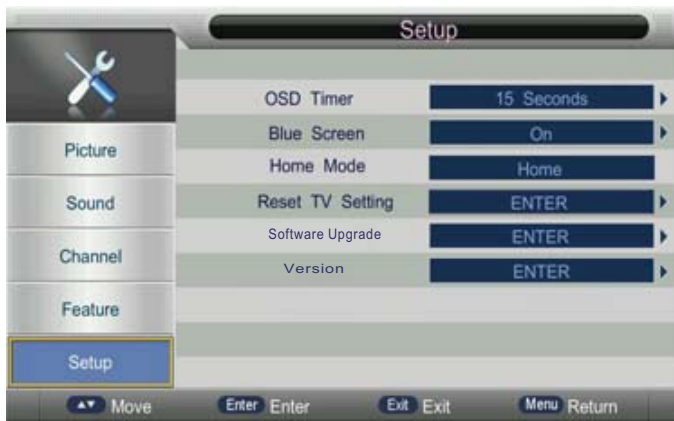 Setup
OSD Timer 15 Seconds
Blue Screen On
Home Mode Home
Reset TV Setting ENTER
Software Upgrade ENTER
Version ENTER
Picture
Sound
Channel
Feature
Setup
Move Enter Enter Exit Exit Menu Return